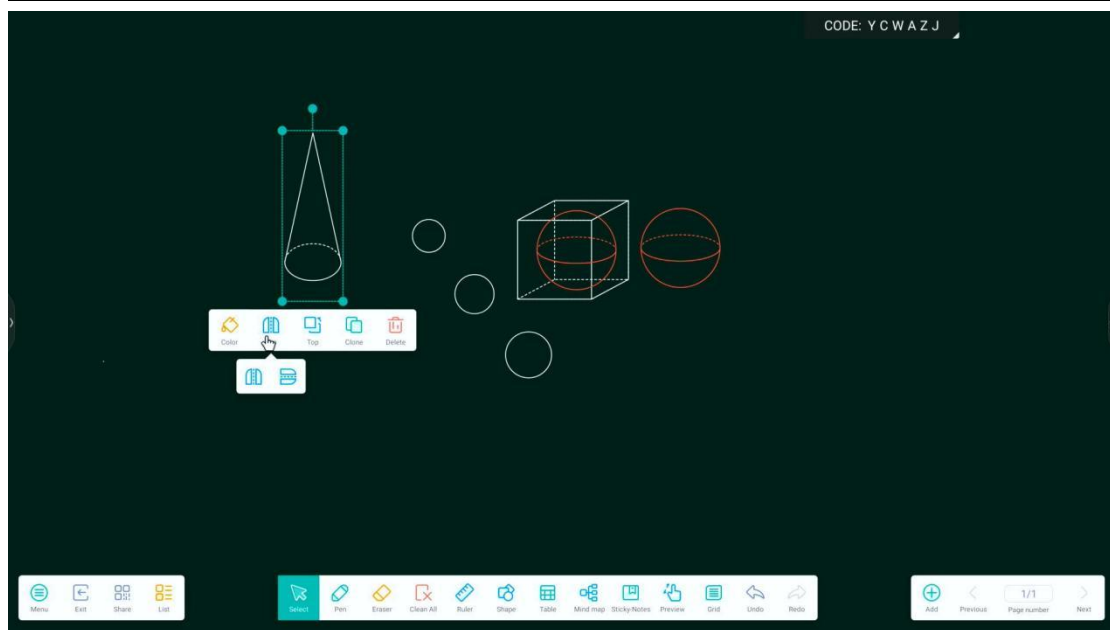 CODE: Y C W A Z J
Color Top Clone Delete
Menu Exit Share List
Select Pen Eraser Clean All Ruler Shape Table Mind map Sticky-Notes Preview Grid Undo Redo
Add Previous 1/1 Page number Next